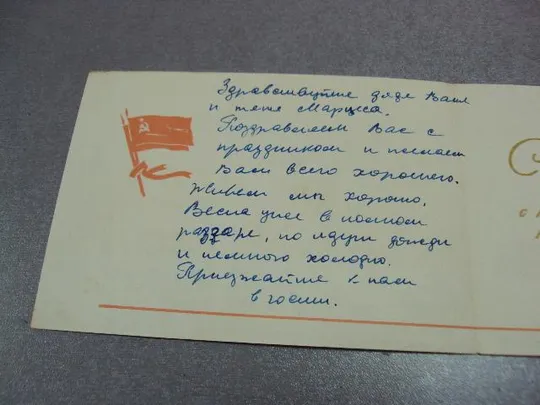 Здравствуйте дядя Ваня
и тетя Маруся.
Поздравляем Вас с
праздником и желаем
Вам всего хорошего.
Живем мы хорошо.
Весна уже в полном
раззаре, но идут дожди
и немного холодно.
Приезжайте к нам
в гости.